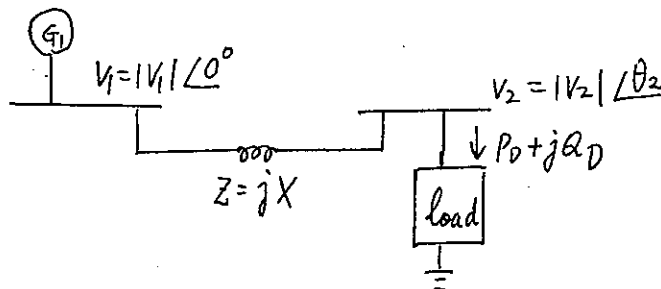 G1
V1 = |V1| ∠0°
V2 = |V2| ∠θ2
PD + jQD
Z = jX
load